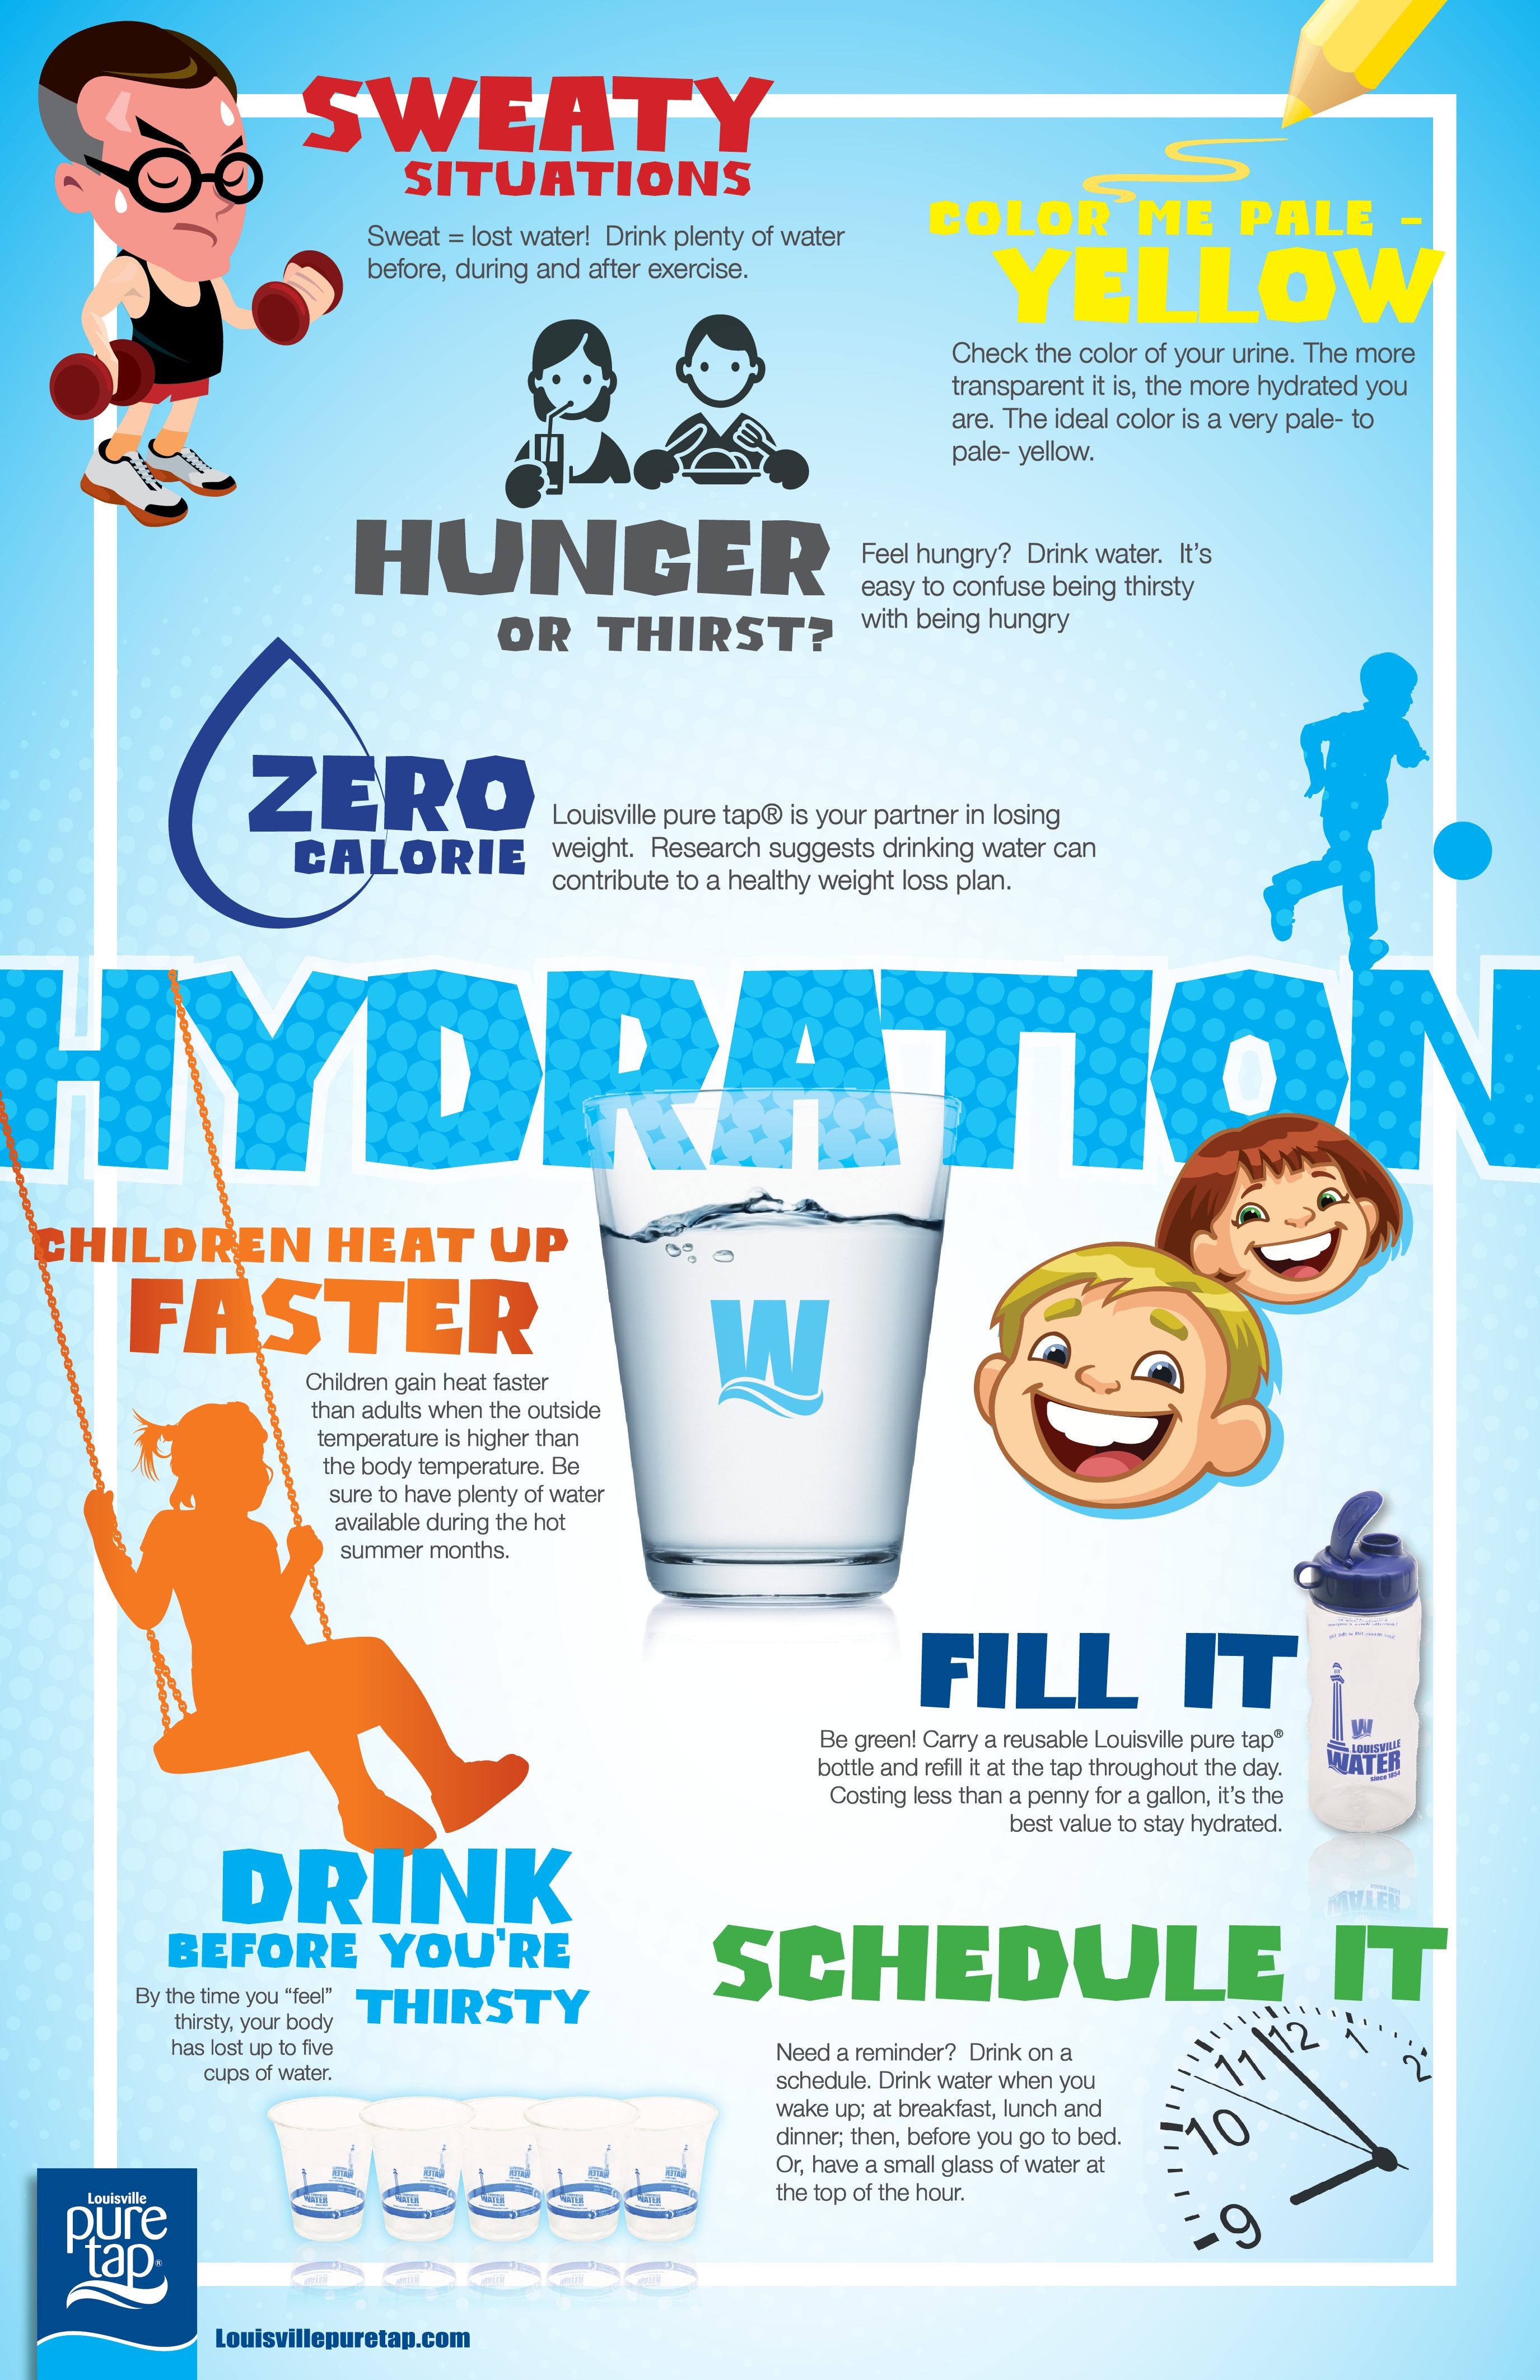 SWEATY
SITUATIONS
Sweat = lost water!  Drink plenty of water
before, during and after exercise.
COLOR ME PALE -
YELLOW
Check the color of your urine. The more
transparent it is, the more hydrated you
are. The ideal color is a very pale- to
pale- yellow.
HUNGER
OR THIRST?
Feel hungry?  Drink water.  It's
easy to confuse being thirsty
with being hungry
ZERO
CALORIE
Louisville pure tap® is your partner in losing
weight.  Research suggests drinking water can
contribute to a healthy weight loss plan.
HYDRATION
CHILDREN HEAT UP
FASTER
Children gain heat faster
than adults when the outside
temperature is higher than
the body temperature. Be
sure to have plenty of water
available during the hot
summer months.
W
FILL IT
Be green! Carry a reusable Louisville pure tap®
bottle and refill it at the tap throughout the day.
Costing less than a penny for a gallon, it's the
best value to stay hydrated.
W
LOUISVILLE
WATER
since 1854
DRINK
BEFORE YOU'RE
THIRSTY
By the time you “feel”
thirsty, your body
has lost up to five
cups of water.
SCHEDULE IT
Need a reminder?  Drink on a
schedule. Drink water when you
wake up; at breakfast, lunch and
dinner; then, before you go to bed.
Or, have a small glass of water at
the top of the hour.
9 10 11 12 1 2
WATER
WATER
WATER
WATER
WATER
Louisville
pure
tap®
Louisvillepuretap.com